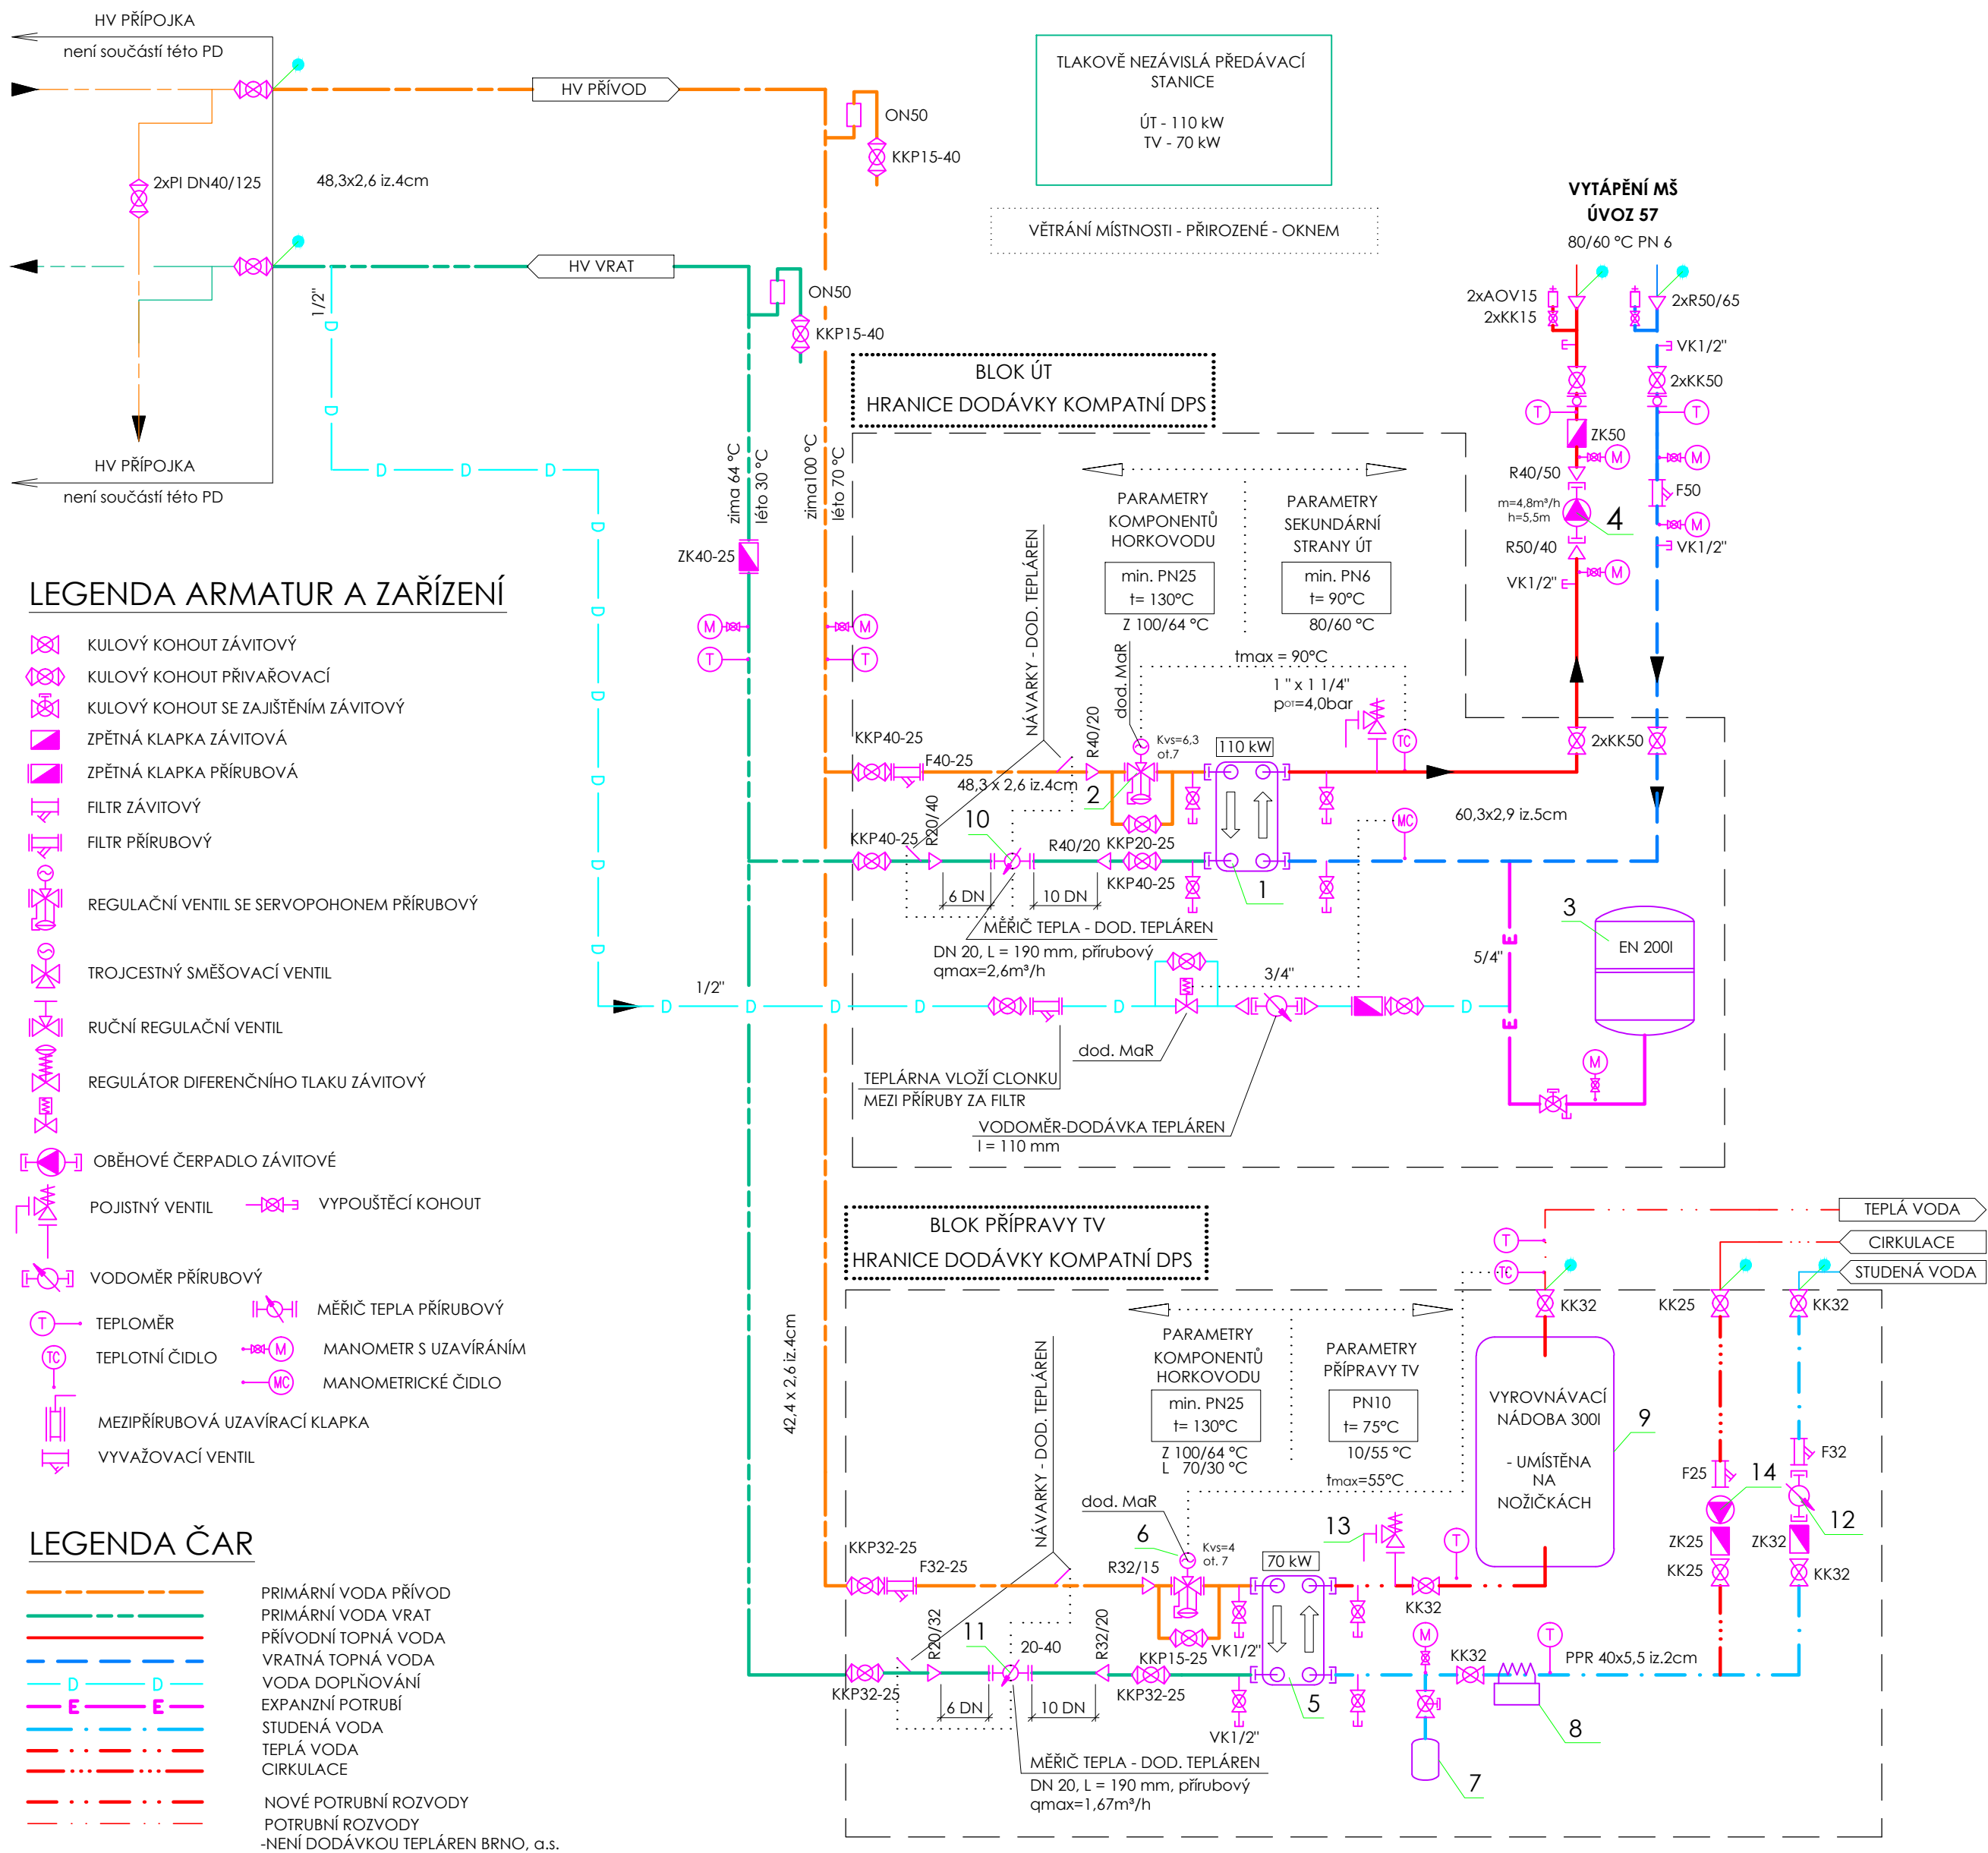 HV PŘÍPOJKA
není součástí této PD
HV PŘÍVOD
ON50
KKP15-40
2xPI DN40/125
48,3x2,6 iz.4cm
HV VRAT
ON50
KKP15-40
1/2"
HV PŘÍPOJKA
není součástí této PD
TLAKOVĚ NEZÁVISLÁ PŘEDÁVACÍ
STANICE
ÚT - 110 kW
TV - 70 kW
VĚTRÁNÍ MÍSTNOSTI - PŘIROZENÉ - OKNEM
VYTÁPĚNÍ MŠ
ÚVOZ 57
80/60 °C PN 6
2xAOV15
2xKK15
2xR50/65
VK1/2"
2xKK50
T
T
ZK50
M
M
R40/50
F50
m=4,8m³/h
h=5,5m
4
M
R50/40
VK1/2"
M
VK1/2"
BLOK ÚT
HRANICE DODÁVKY KOMPATNÍ DPS
D D D
D
D
D
D
D
D
D
D
zima 64 °C
léto 30 °C
zima100 °C
léto 70 °C
ZK40-25
M
T
M
T
NÁVARKY - DOD. TEPLÁREN
PARAMETRY
KOMPONENTŮ
HORKOVODU
min. PN25
t= 130°C
Z 100/64 °C
PARAMETRY
SEKUNDÁRNÍ
STRANY ÚT
min. PN6
t= 90°C
80/60 °C
dod. MaR
tmax = 90°C
1 " x 1 1/4"
pOT=4,0bar
KKP40-25
F40-25
R40/20
Kvs=6,3
ot.7
110 kW
TC
2xKK50
48,3 x 2,6 iz.4cm
2
KKP40-25
R20/40
10
R40/20
KKP20-25
KKP40-25
MC
60,3x2,9 iz.5cm
6 DN
10 DN
1
MĚŘIČ TEPLA - DOD. TEPLÁREN
DN 20, L = 190 mm, přírubový
qmax=2,6m³/h
3
EN 200l
E
5/4"
E
M
1/2"
3/4"
D D D D D D D
dod. MaR
TEPLÁRNA VLOŽÍ CLONKU
MEZI PŘÍRUBY ZA FILTR
VODOMĚR-DODÁVKA TEPLÁREN
l = 110 mm
LEGENDA ARMATUR A ZAŘÍZENÍ
KULOVÝ KOHOUT ZÁVITOVÝ
KULOVÝ KOHOUT PŘIVAŘOVACÍ
KULOVÝ KOHOUT SE ZAJIŠTĚNÍM ZÁVITOVÝ
ZPĚTNÁ KLAPKA ZÁVITOVÁ
ZPĚTNÁ KLAPKA PŘÍRUBOVÁ
FILTR ZÁVITOVÝ
FILTR PŘÍRUBOVÝ
REGULAČNÍ VENTIL SE SERVOPOHONEM PŘÍRUBOVÝ
TROJCESTNÝ SMĚŠOVACÍ VENTIL
RUČNÍ REGULAČNÍ VENTIL
REGULÁTOR DIFERENČNÍHO TLAKU ZÁVITOVÝ
OBĚHOVÉ ČERPADLO ZÁVITOVÉ
POJISTNÝ VENTIL
VYPOUŠTĚCÍ KOHOUT
VODOMĚR PŘÍRUBOVÝ
MĚŘIČ TEPLA PŘÍRUBOVÝ
T
TEPLOMĚR
M
MANOMETR S UZAVÍRÁNÍM
TC
TEPLOTNÍ ČIDLO
MC
MANOMETRICKÉ ČIDLO
MEZIPŘÍRUBOVÁ UZAVÍRACÍ KLAPKA
VYVAŽOVACÍ VENTIL
LEGENDA ČAR
PRIMÁRNÍ VODA PŘÍVOD
PRIMÁRNÍ VODA VRAT
PŘÍVODNÍ TOPNÁ VODA
VRATNÁ TOPNÁ VODA
D D
VODA DOPLŇOVÁNÍ
E E
EXPANZNÍ POTRUBÍ
STUDENÁ VODA
TEPLÁ VODA
CIRKULACE
NOVÉ POTRUBNÍ ROZVODY
POTRUBNÍ ROZVODY
-NENÍ DODÁVKOU TEPLÁREN BRNO, a.s.
BLOK PŘÍPRAVY TV
HRANICE DODÁVKY KOMPATNÍ DPS
TEPLÁ VODA
CIRKULACE
STUDENÁ VODA
T
TC
KK32
KK25
KK32
42,4 x 2,6 iz.4cm
NÁVARKY - DOD. TEPLÁREN
PARAMETRY
KOMPONENTŮ
HORKOVODU
min. PN25
t= 130°C
Z 100/64 °C
L 70/30 °C
PARAMETRY
PŘÍPRAVY TV
PN10
t= 75°C
10/55 °C
tmax=55°C
VYROVNÁVACÍ
NÁDOBA 300l
- UMÍSTĚNA
NA
NOŽIČKÁCH
9
F25
14
F32
12
ZK25
ZK32
KK25
KK32
dod. MaR
6
Kvs=4
ot. 7
70 kW
13
T
KKP32-25
F32-25
R32/15
KK32
KKP32-25
R20/32
11
20-40
R32/20
KKP15-25
KKP32-25
VK1/2"
VK1/2"
M
KK32
T
PPR 40x5,5 iz.2cm
6 DN
10 DN
5
8
7
MĚŘIČ TEPLA - DOD. TEPLÁREN
DN 20, L = 190 mm, přírubový
qmax=1,67m³/h